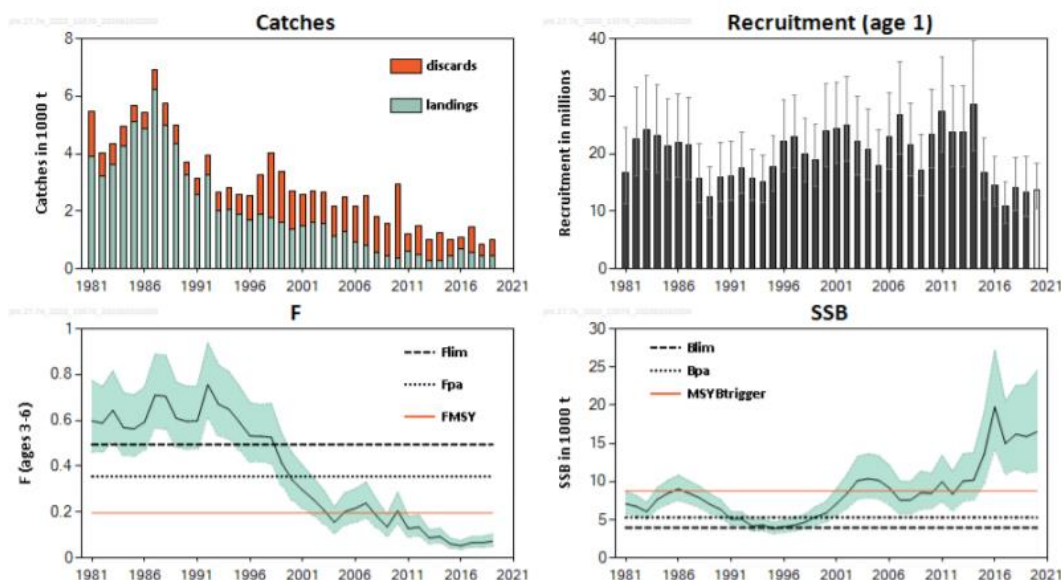 Catches
Catches in 1000 t
8
6
4
2
0
discards
landings
1981 1986 1991 1996 2001 2006 2011 2016 2021
Recruitment (age 1)
Recruitment in millions
40
30
20
10
0
1981 1986 1991 1996 2001 2006 2011 2016 2021
F
F (ages 3-6)
1
0.8
0.6
0.4
0.2
0
Flim
Fpa
FMSY
1981 1986 1991 1996 2001 2006 2011 2016 2021
SSB
SSB in 1000 t
30
25
20
15
10
5
0
Blim
Bpa
MSYBtrigger
1981 1986 1991 1996 2001 2006 2011 2016 2021